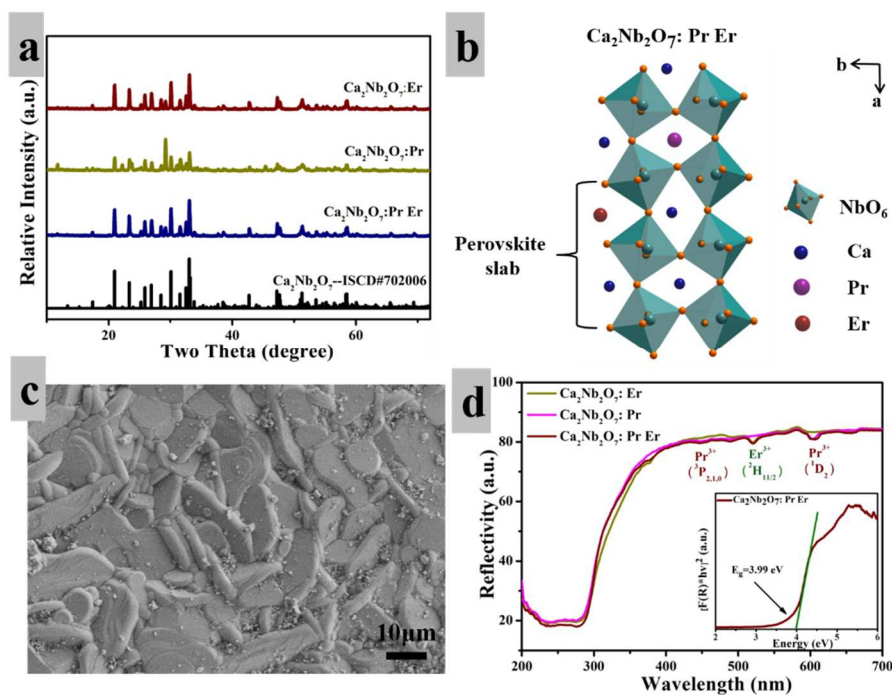 a
Relative Intensity (a.u.)
Ca₂Nb₂O₇:Er
Ca₂Nb₂O₇:Pr
Ca₂Nb₂O₇:Pr Er
Ca₂Nb₂O₇--ISCD#702006
20 40 60
Two Theta (degree)
b
Ca₂Nb₂O₇: Pr Er
b
a
Perovskite
slab
NbO₆
Ca
Pr
Er
c
10μm
d
Reflectivity (a.u.)
100
80
60
40
20
Ca₂Nb₂O₇: Er
Ca₂Nb₂O₇: Pr
Ca₂Nb₂O₇: Pr Er
Pr³⁺
(³P₂,₁,₀)
Er³⁺
(²H₁₁/₂)
Pr³⁺
(¹D₂)
Ca₂Nb₂O₇: Pr Er
[F(R)*hν]² (a.u.)
E_g=3.99 eV
2 3 4 5 6
Energy (eV)
200 300 400 500 600 700
Wavelength (nm)